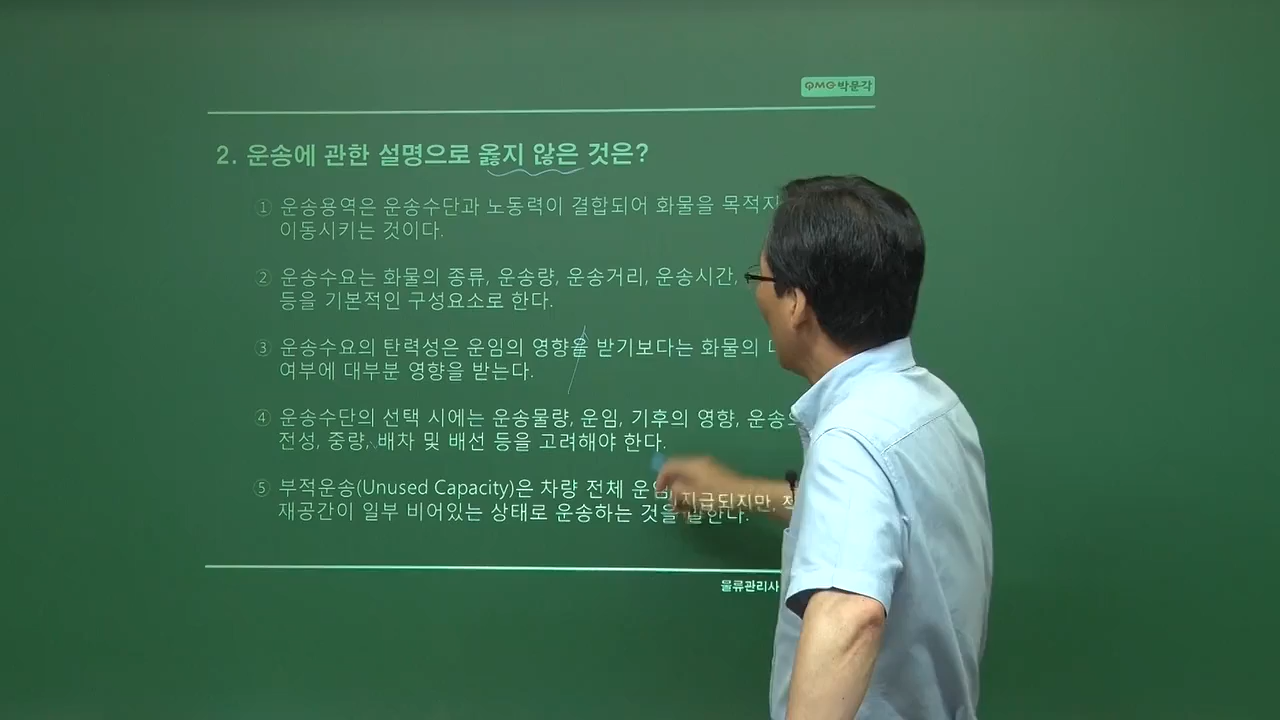 QMG 박문각
2. 운송에 관한 설명으로 옳지 않은 것은?
① 운송용역은 운송수단과 노동력이 결합되어 화물을 목적지
이동시키는 것이다.
② 운송수요는 화물의 종류, 운송량, 운송거리, 운송시간,
등을 기본적인 구성요소로 한다.
③ 운송수요의 탄력성은 운임의 영향을 받기보다는 화물의
여부에 대부분 영향을 받는다.
④ 운송수단의 선택 시에는 운송물량, 운임, 기후의 영향, 운송의
전성, 중량, 배차 및 배선 등을 고려해야 한다.
⑤ 부적운송(Unused Capacity)은 차량 전체 운임 지급되지만,
재공간이 일부 비어있는 상태로 운송하는 것을 말한다.
물류관리사